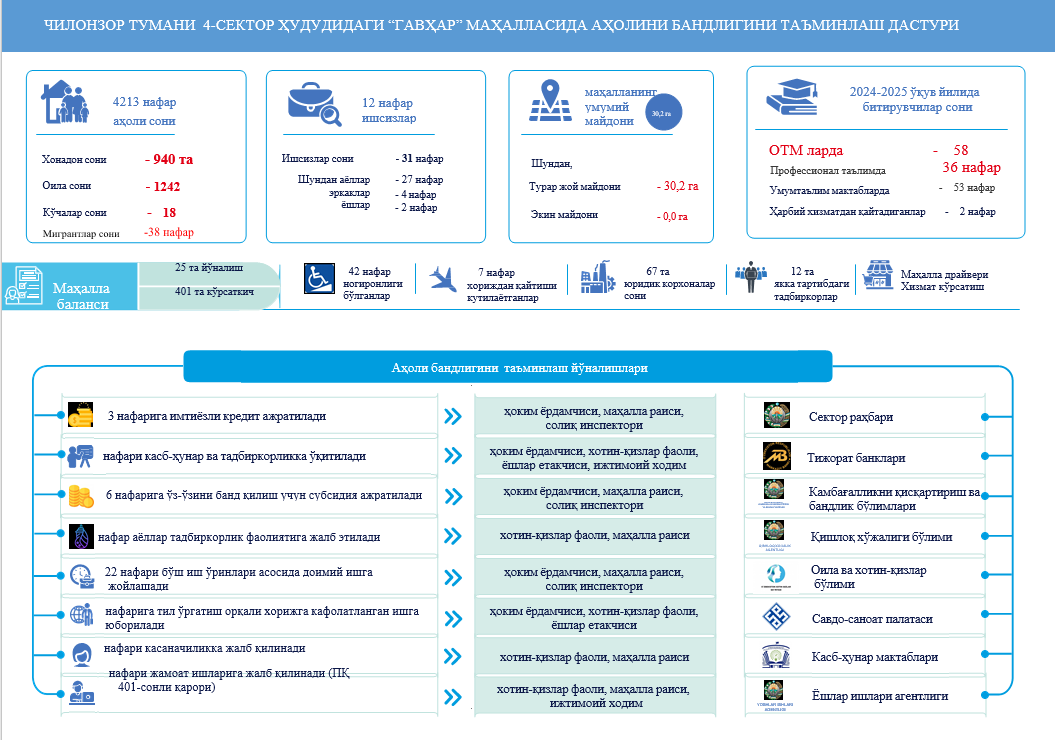 ЧИЛОНЗОР ТУМАНИ 4-СЕКТОР ҲУДУДИДАГИ “ГАВҲАР” МАҲАЛЛАСИДА АҲОЛИНИ БАНДЛИГИНИ ТАЪМИНЛАШ ДАСТУРИ
4213 нафар
аҳоли сони
Хонадон сони - 940 та
Оила сони - 1242
Кўчалар сони - 18
Мигрантлар сони -38 нафар
12 нафар
ишсизлар
Ишсизлар сони - 31 нафар
Шундан аёллар - 27 нафар
эркаклар - 4 нафар
ёшлар - 2 нафар
маҳалланинг
умумий
майдони
30,2 га
Шундан,
Турар жой майдони - 30,2 га
Экин майдони - 0,0 га
2024-2025 ўқув йилида
битирувчилар сони
ОТМ ларда - 58
Профессионал таълимда 36 нафар
Умумтаълим мактабларда - 53 нафар
Ҳарбий хизматдан қайтадиганлар - 2 нафар
Маҳалла
баланси
25 та йўналиш
401 та кўрсаткич
42 нафар
ногиронлиги
бўлганлар
7 нафар
хориждан қайтиши
кутилаётганлар
67 та
юридик корхоналар
сони
12 та
якка тартибдаги
тадбиркорлар
Маҳалла драйвери
Хизмат кўрсатиш
Аҳоли бандлигини таъминлаш йўналишлари
3 нафарига имтиёзли кредит ажратилади
ҳоким ёрдамчиси, маҳалла раиси,
солиқ инспектори
Сектор раҳбари
нафари касб-ҳунар ва тадбиркорликка ўқитилади
ҳоким ёрдамчиси, хотин-қизлар фаоли,
ёшлар етакчиси, ижтимоий ходим
Тижорат банклари
6 нафарига ўз-ўзини банд қилиш учун субсидия ажратилади
ҳоким ёрдамчиси, маҳалла раиси,
солиқ инспектори
Камбағалликни қисқартириш ва
бандлик бўлимлари
нафар аёллар тадбиркорлик фаолиятига жалб этилади
хотин-қизлар фаоли, маҳалла раиси
Қишлоқ хўжалиги бўлими
22 нафари бўш иш ўринлари асосида доимий ишга
жойлашади
ҳоким ёрдамчиси, маҳалла раиси,
солиқ инспектори
Оила ва хотин-қизлар
бўлими
нафарига тил ўргатиш орқали хорижга кафолатланган ишга
юборилади
ҳоким ёрдамчиси, хотин-қизлар фаоли,
ёшлар етакчиси
Савдо-саноат палатаси
нафари касаначиликка жалб қилинади
хотин-қизлар фаоли, маҳалла раиси
Касб-ҳунар мактаблари
нафари жамоат ишларига жалб қилинади (ПҚ
401-сонли қарори)
хотин-қизлар фаоли, маҳалла раиси,
ижтимоий ходим
Ёшлар ишлари агентлиги